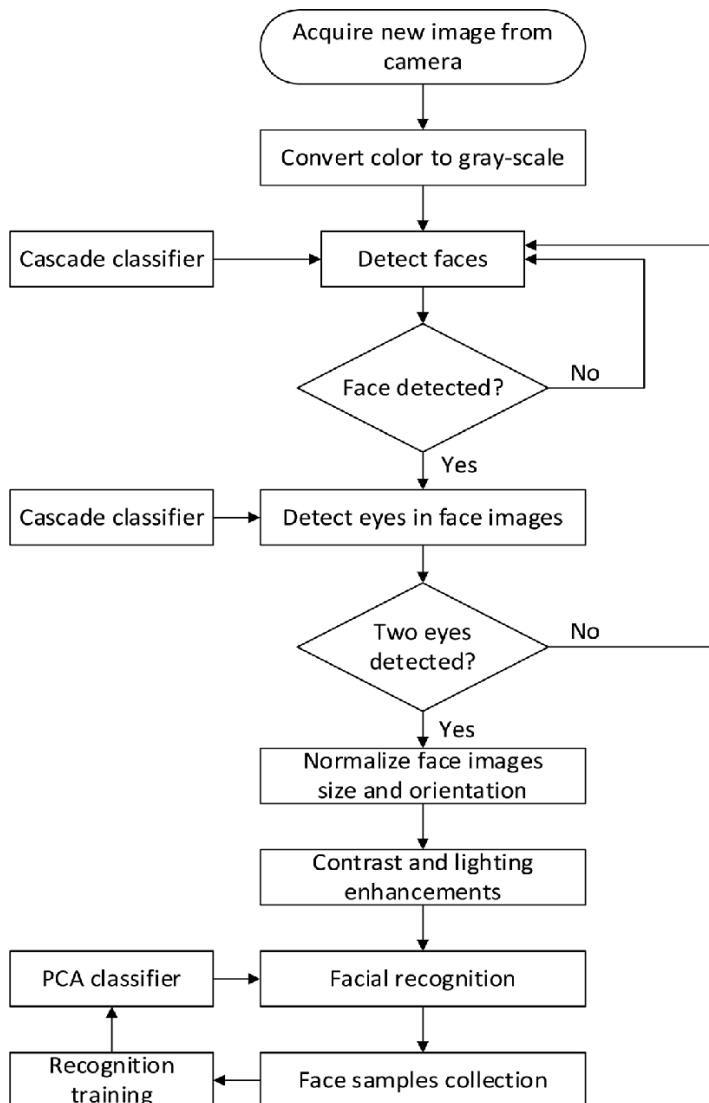 Acquire new image from
camera
Convert color to gray-scale
Cascade classifier
Detect faces
Face detected?
No
Yes
Cascade classifier
Detect eyes in face images
Two eyes
detected?
No
Yes
Normalize face images
size and orientation
Contrast and lighting
enhancements
PCA classifier
Facial recognition
Recognition
training
Face samples collection